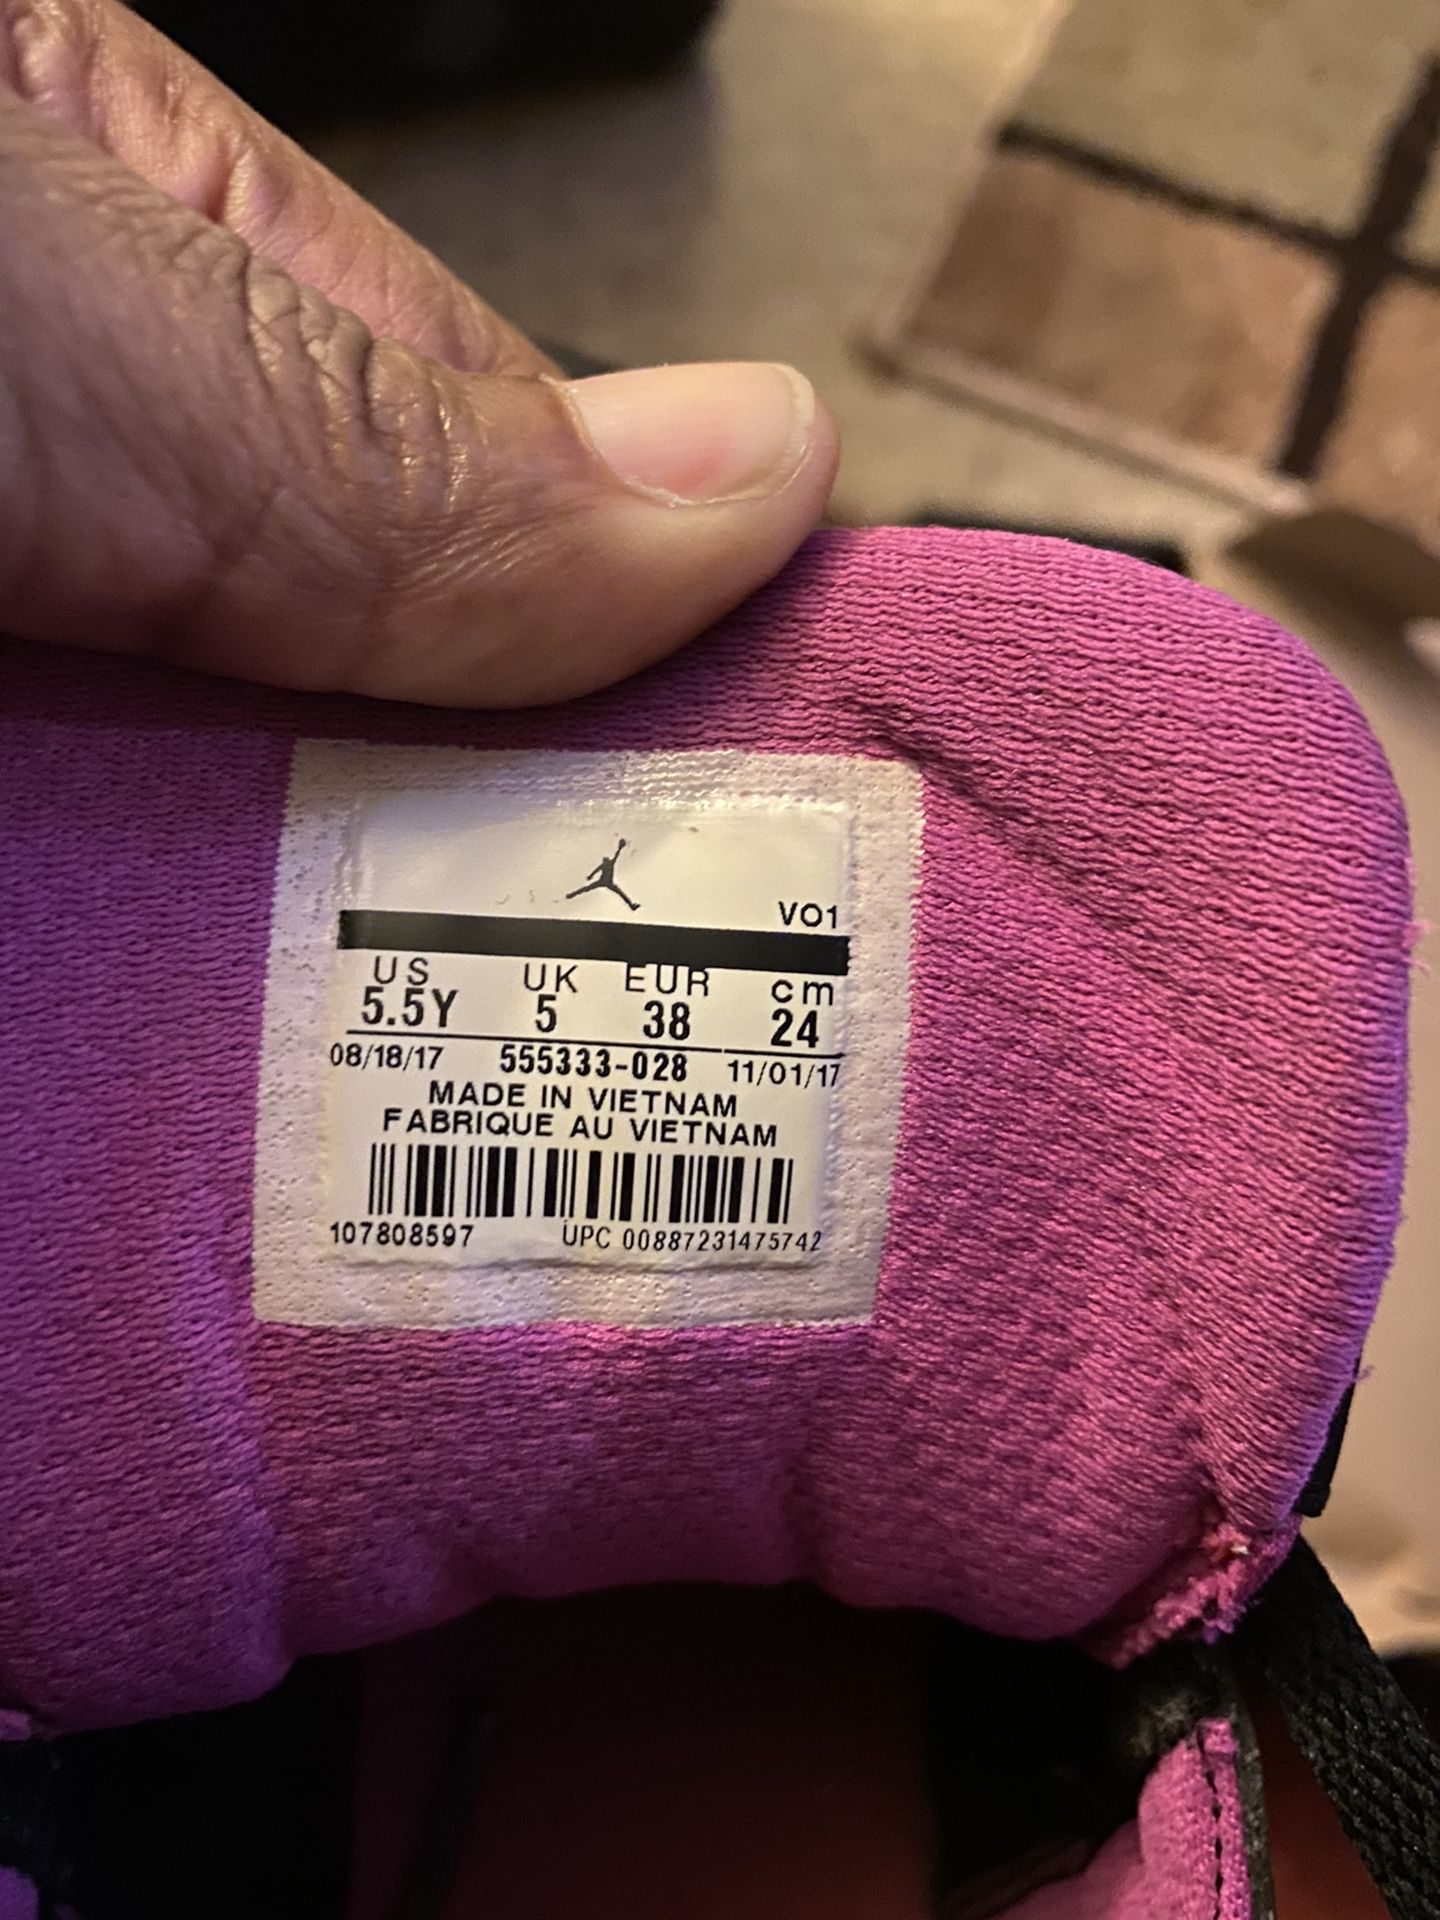 VO1
US UK EUR cm
5.5Y 5 38 24
08/18/17 555333-028 11/01/17
MADE IN VIETNAM
FABRIQUE AU VIETNAM
107808597 UPC 00887231475742